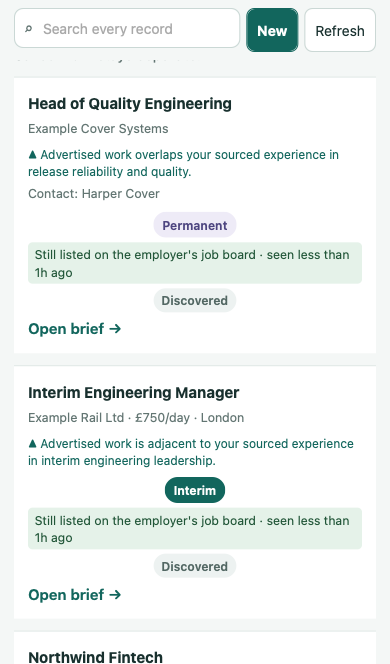 Search every record
New
Refresh
Head of Quality Engineering
Example Cover Systems
▲ Advertised work overlaps your sourced experience in
release reliability and quality.
Contact: Harper Cover
Permanent
Still listed on the employer's job board · seen less than
1h ago
Discovered
Open brief →
Interim Engineering Manager
Example Rail Ltd · £750/day · London
▲ Advertised work is adjacent to your sourced experience
in interim engineering leadership.
Interim
Still listed on the employer's job board · seen less than
1h ago
Discovered
Open brief →
Northwind Fintech